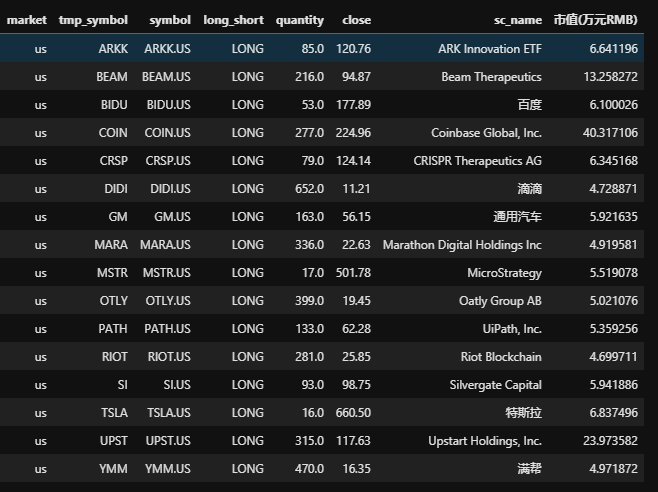 market tmp_symbol symbol long_short quantity close sc_name 市值(万元RMB)
us ARKK ARKK.US LONG 85.0 120.76 ARK Innovation ETF 6.641196
us BEAM BEAM.US LONG 216.0 94.87 Beam Therapeutics 13.258272
us BIDU BIDU.US LONG 53.0 177.89 百度 6.100026
us COIN COIN.US LONG 277.0 224.96 Coinbase Global, Inc. 40.317106
us CRSP CRSP.US LONG 79.0 124.14 CRISPR Therapeutics AG 6.345168
us DIDI DIDI.US LONG 652.0 11.21 滴滴 4.728871
us GM GM.US LONG 163.0 56.15 通用汽车 5.921635
us MARA MARA.US LONG 336.0 22.63 Marathon Digital Holdings Inc 4.919581
us MSTR MSTR.US LONG 17.0 501.78 MicroStrategy 5.519078
us OTLY OTLY.US LONG 399.0 19.45 Oatly Group AB 5.021076
us PATH PATH.US LONG 133.0 62.28 UiPath, Inc. 5.359256
us RIOT RIOT.US LONG 281.0 25.85 Riot Blockchain 4.699711
us SI SI.US LONG 93.0 98.75 Silvergate Capital 5.941886
us TSLA TSLA.US LONG 16.0 660.50 特斯拉 6.837496
us UPST UPST.US LONG 315.0 117.63 Upstart Holdings, Inc. 23.973582
us YMM YMM.US LONG 470.0 16.35 满帮 4.971872